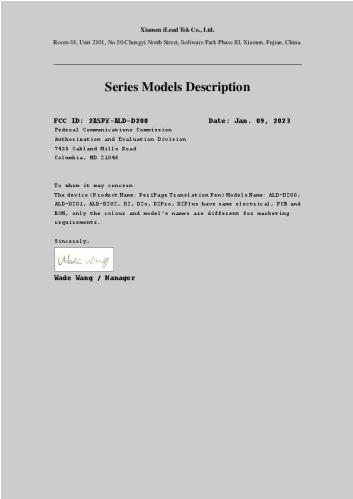 Xiamen iLead Tek Co., Ltd.
Room 01, Unit 2101, No.50 Chengyi North Street, Software Park Phase III, Xiamen, Fujian, China.
Series Models Description
FCC ID: 2ASPY-ALD-D200 Date: Jan. 09, 2023
Federal Communications Commission
Authorization and Evaluation Division
7435 Oakland Mills Road
Columbia, MD 21046
To whom it may concern:
The device (Product Name: PeriPage Translation Pen) Models Name: ALD-D200,
ALD-D201, ALD-D202, D2, D2s, D2Pro, D2Plus have same electrical, PCB and
BOM, only the colour and model's names are different for marketing
requirements.
Sincerely,
Wade Wang
Wade Wang / Manager